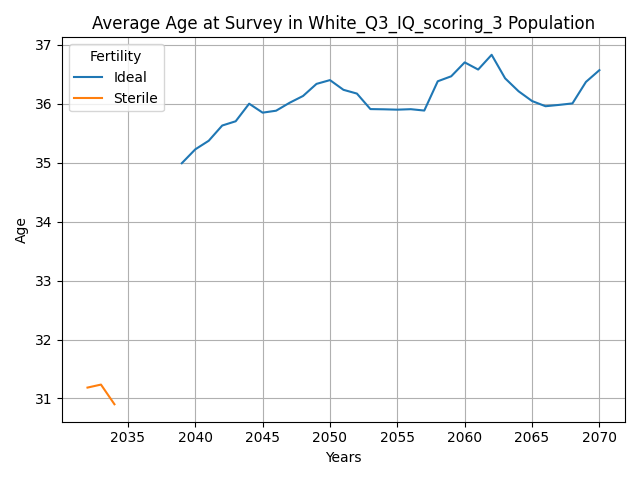 Average Age at Survey in White_Q3_IQ_scoring_3 Population
Fertility
Ideal
Sterile
37
36
35
34
33
32
31
Age
2035 2040 2045 2050 2055 2060 2065 2070
Years